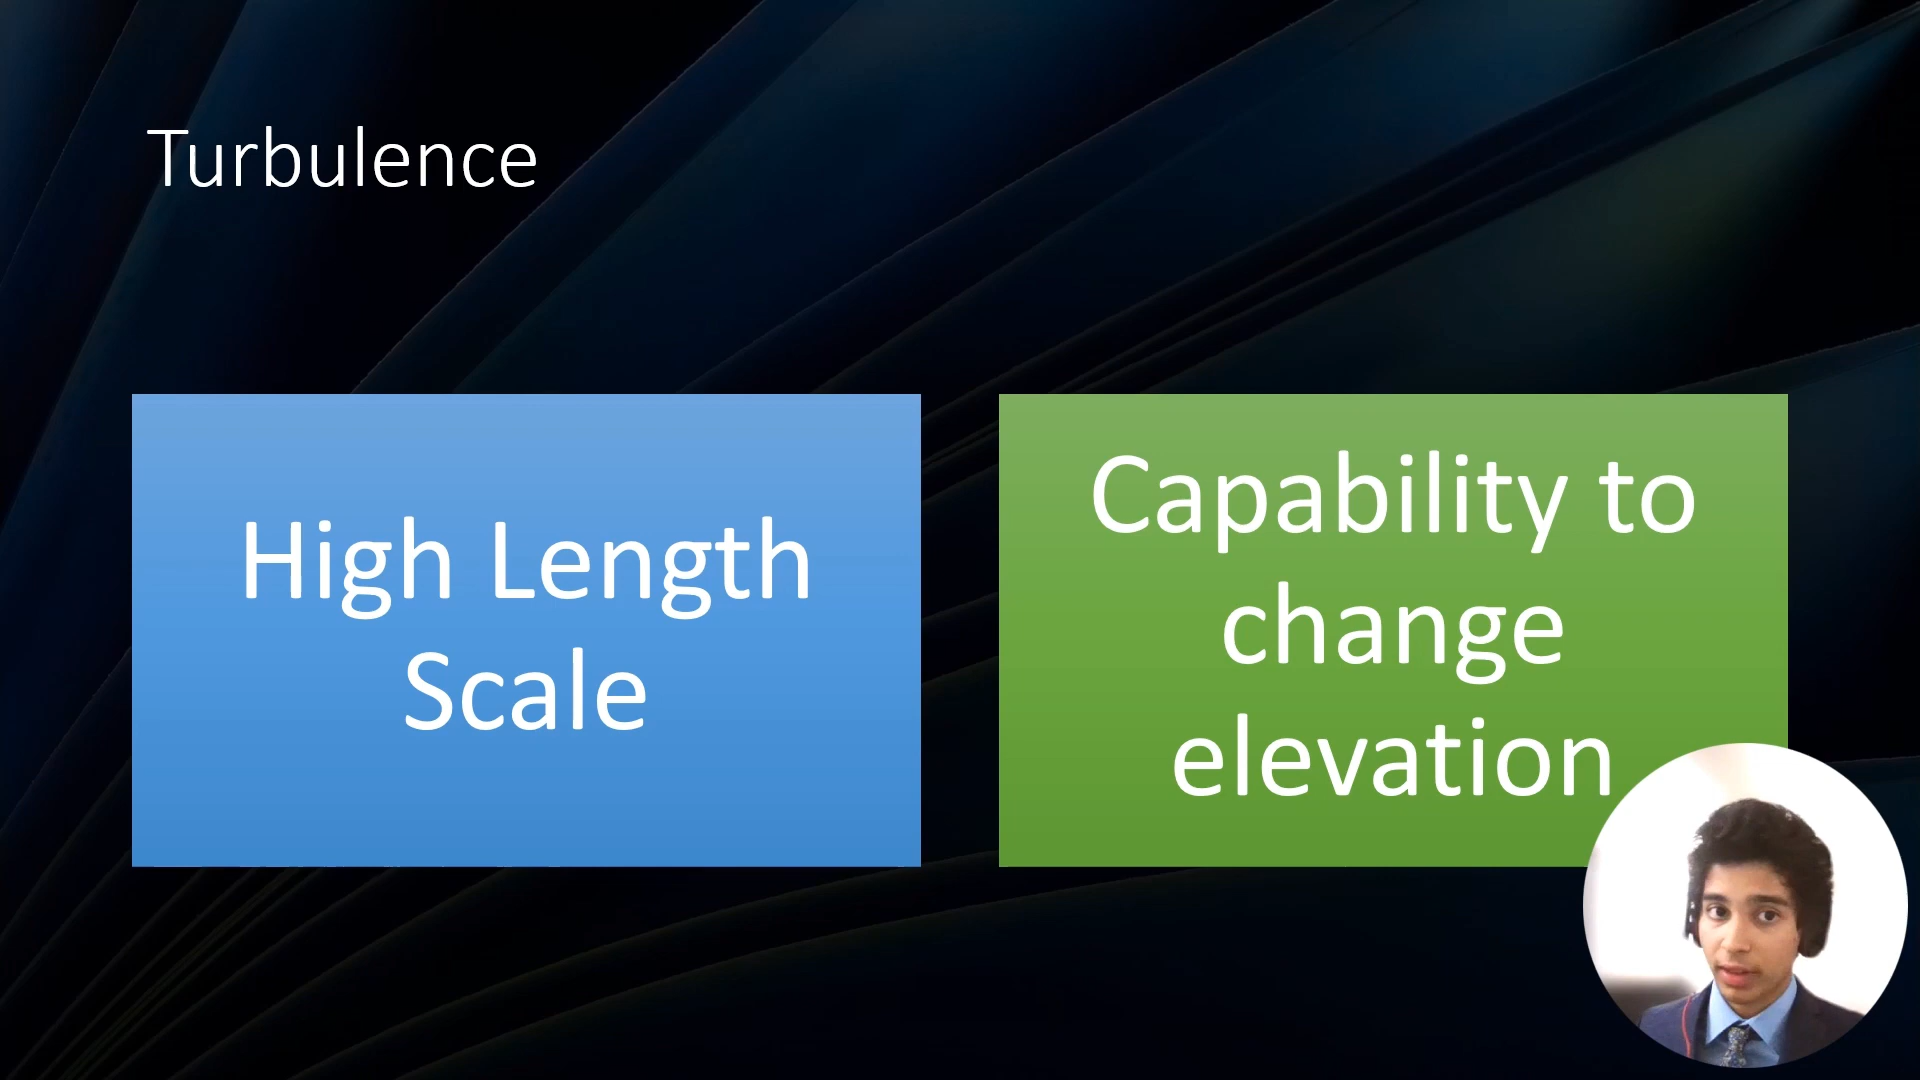 Turbulence
High Length
Scale
Capability to
change
elevation